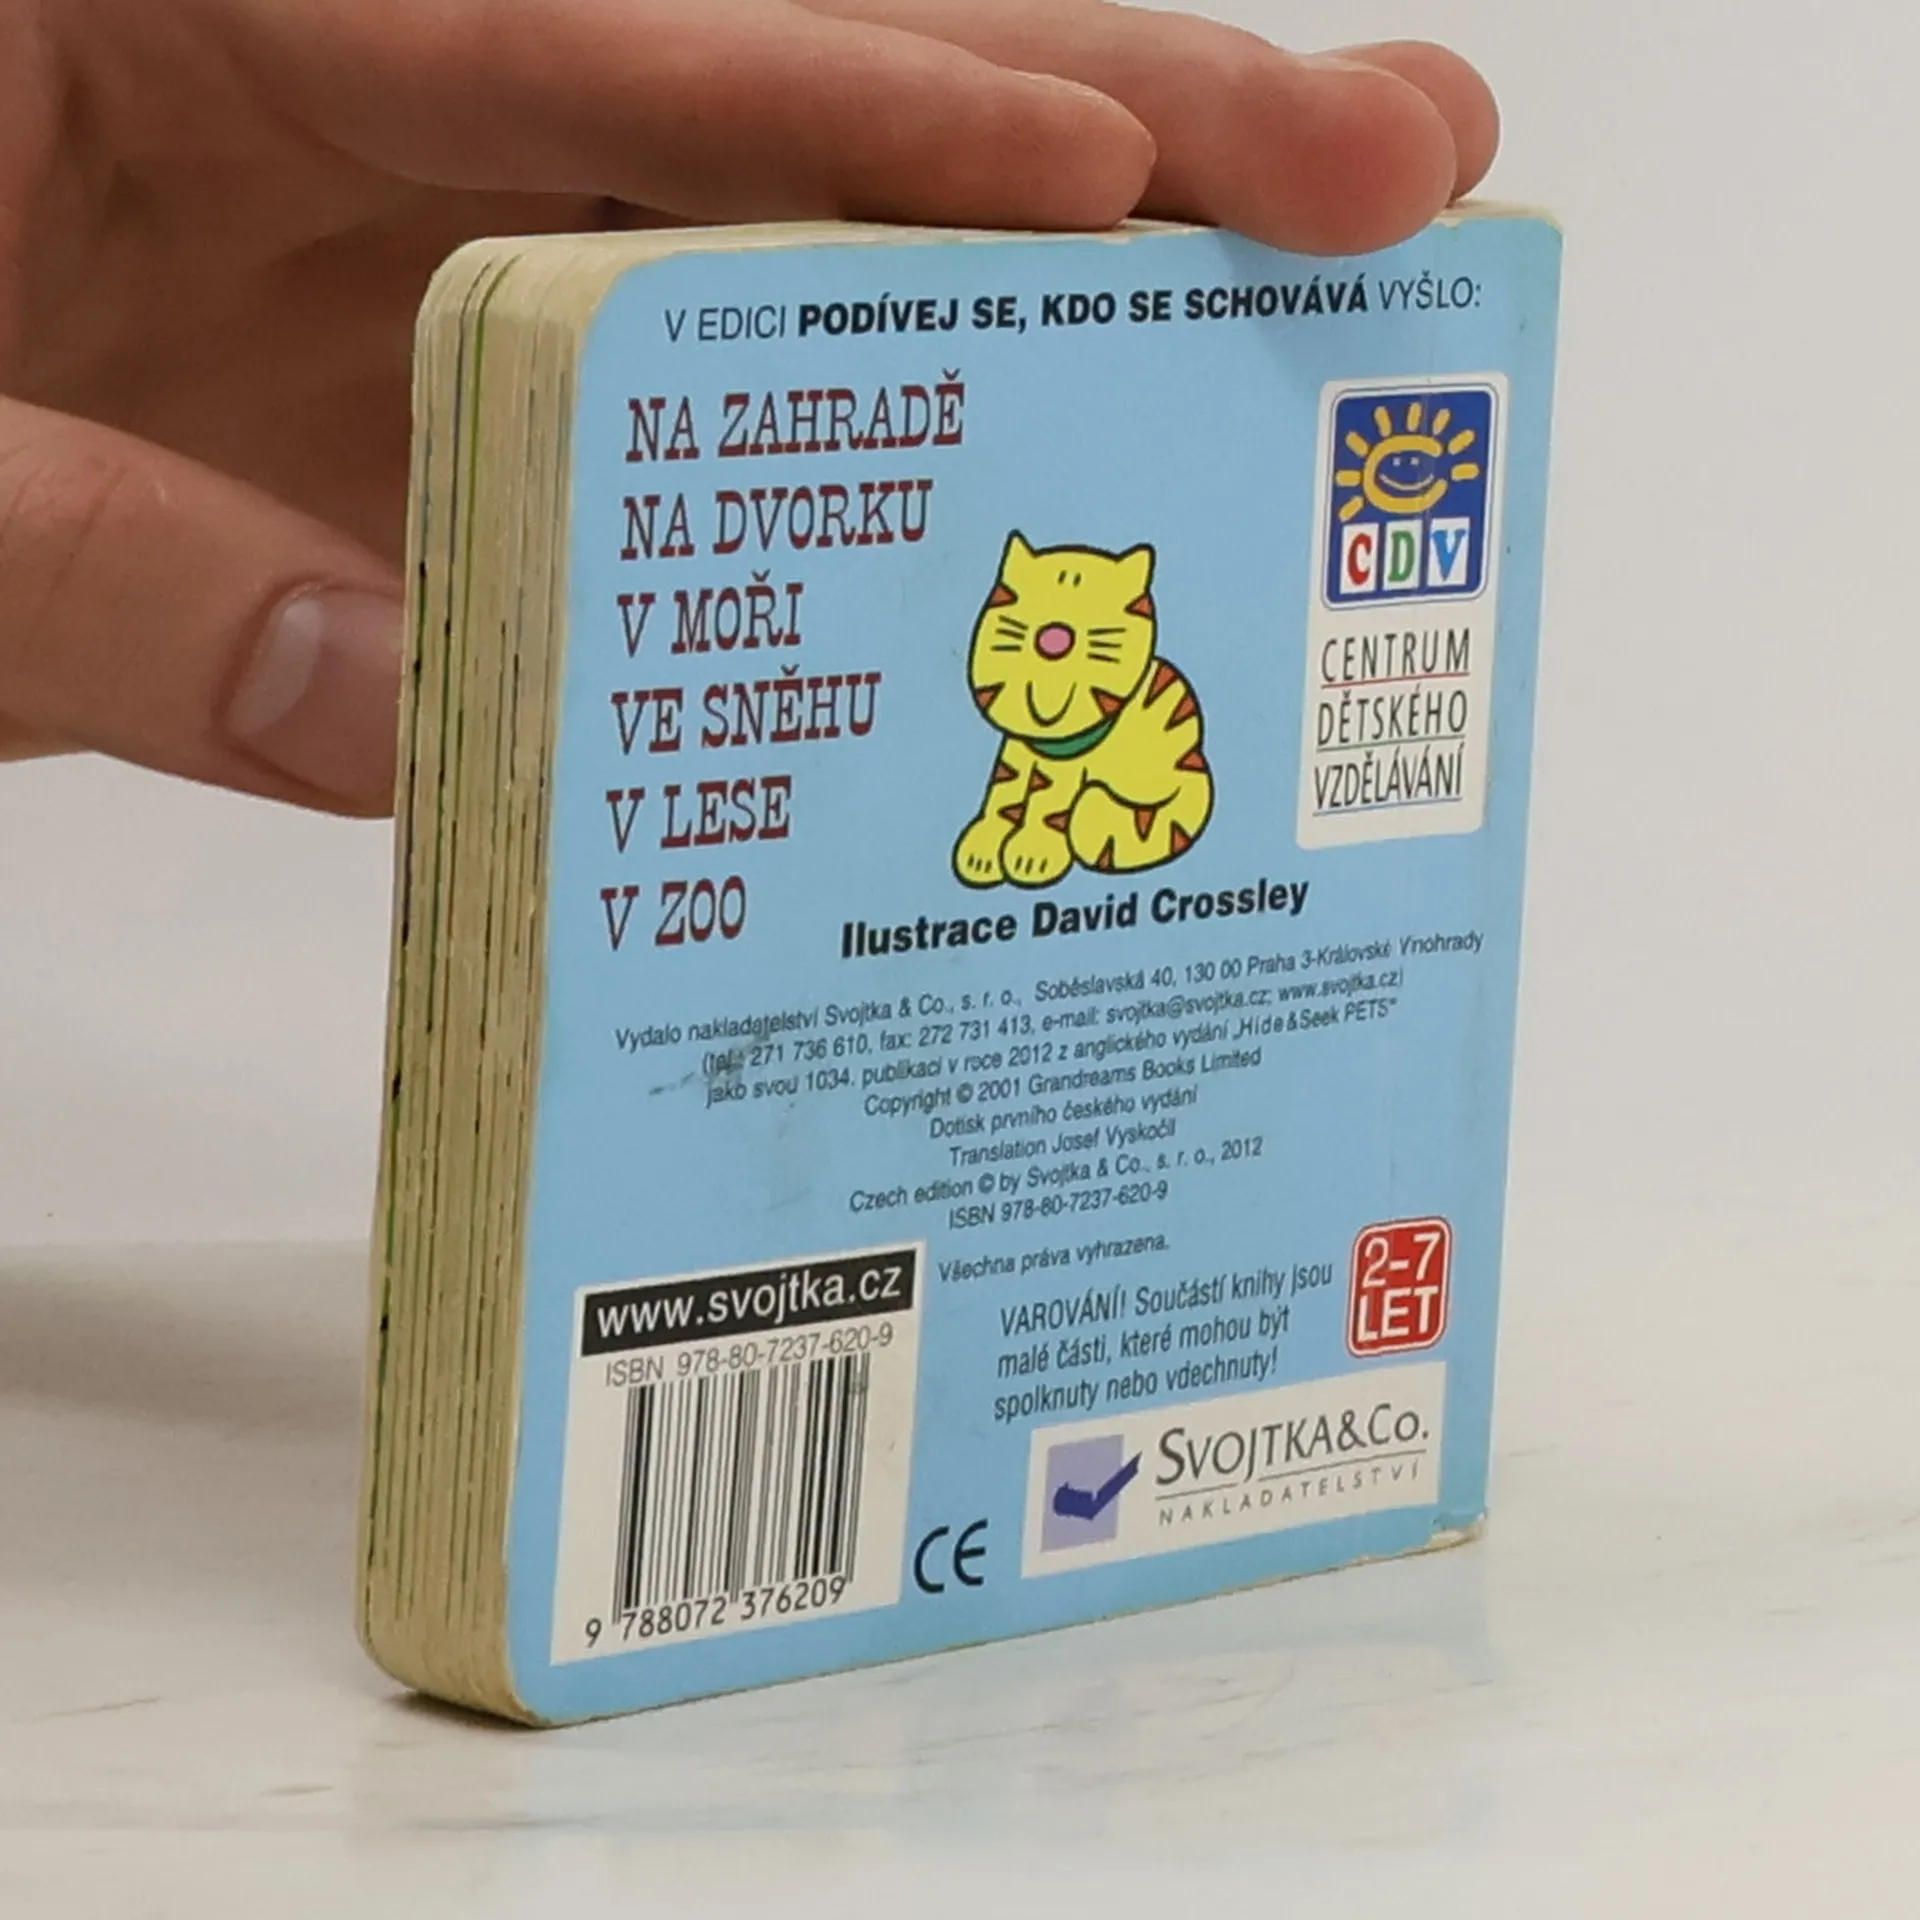 V EDICI PODÍVEJ SE, KDO SE SCHOVÁVÁ VYŠLO:
NA ZAHRADĚ
NA DVORKU
V MOŘI
VE SNĚHU
V LESE
V ZOO
CDV
CENTRUM
DĚTSKÉHO
VZDĚLÁVÁNÍ
Ilustrace David Crossley
Vydalo nakladatelství Svojtka & Co., s. r. o., Soběslavská 40, 130 00 Praha 3-Královské Vinohrady
(tel.: 271 736 610, fax: 272 731 413, e-mail: svojtka@svojtka.cz; www.svojtka.cz)
jako svou 1034. publikaci v roce 2012 z anglického vydání „Hide&Seek PETS"
Copyright © 2001 Grandreams Books Limited
Dotisk prvního českého vydání
Translation Josef Vyskočil
Czech edition © by Svojtka & Co., s. r. o., 2012
ISBN 978-80-7237-620-9
Všechna práva vyhrazena.
VAROVÁNÍ! Součástí knihy jsou
malé části, které mohou být
spolknuty nebo vdechnuty!
2-7
LET
www.svojtka.cz
ISBN 978-80-7237-620-9
9 788072 376209
CE
SVOJTKA&CO.
NAKLADATELSTVÍ